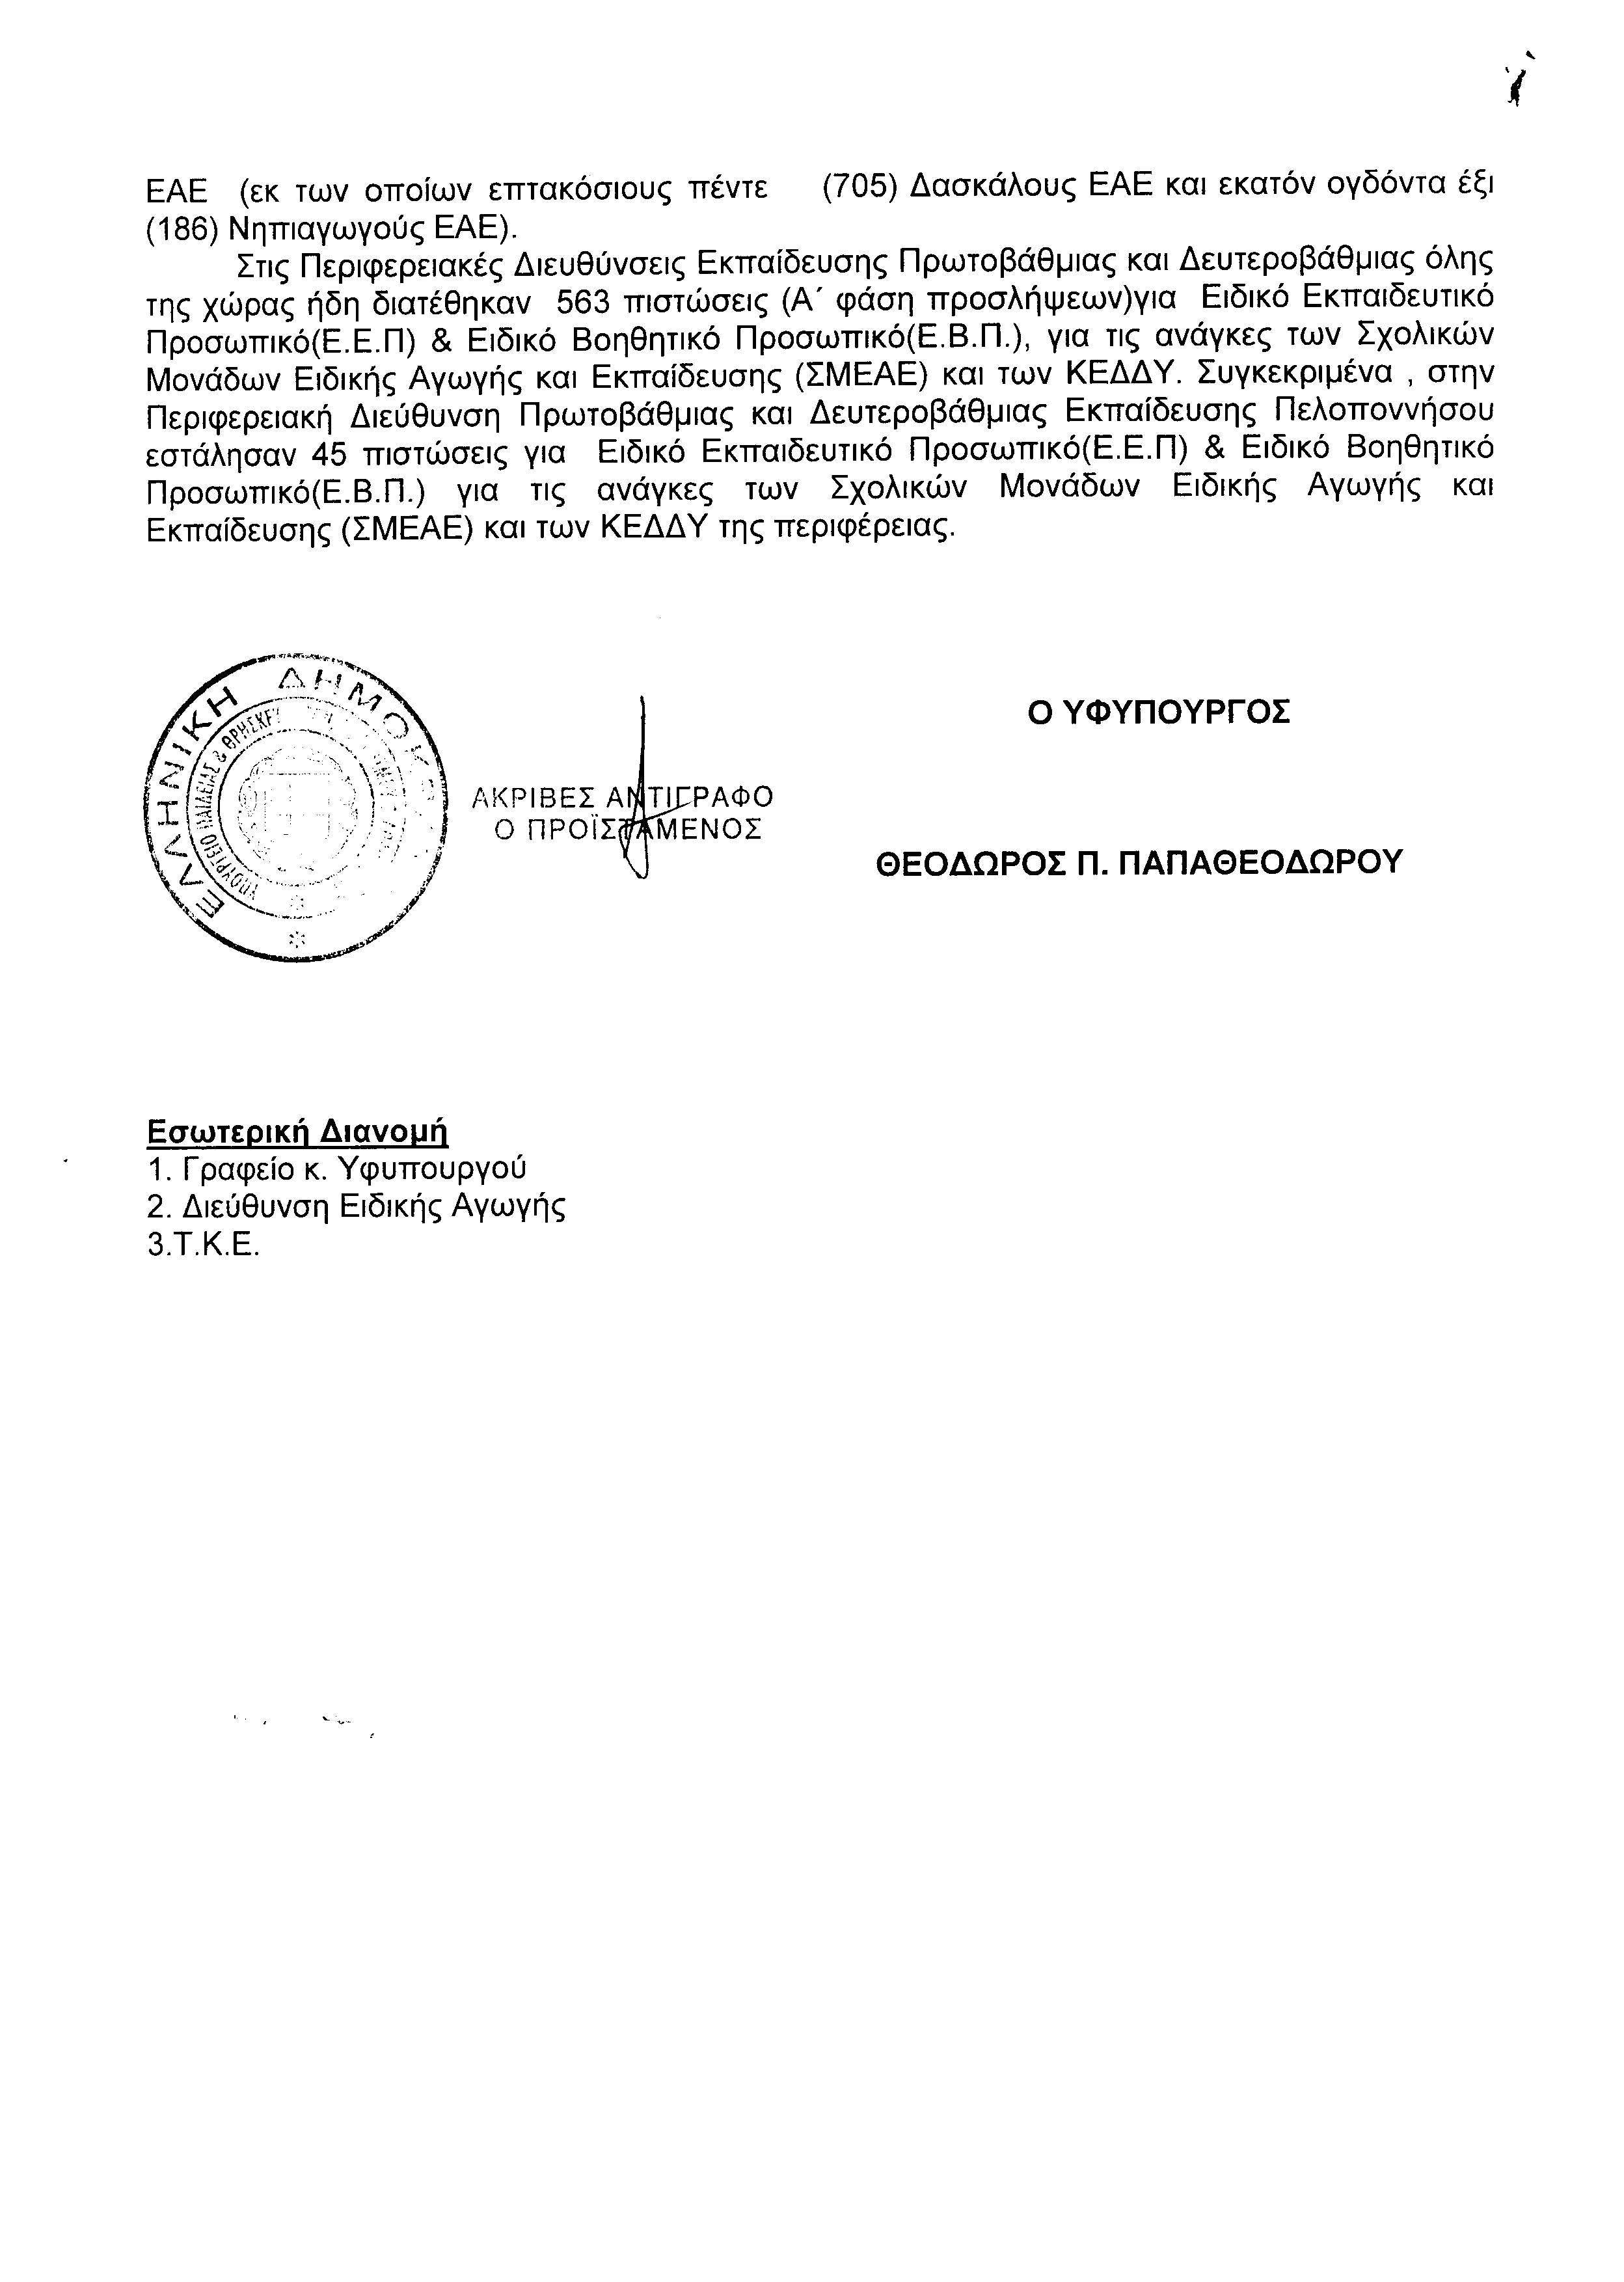 ΕΑΕ (εκ των οποίων επτακόσιους πέντε (705) Δασκάλους ΕΑΕ και εκατόν ογδόντα έξι
(186) Νηπιαγωγούς ΕΑΕ).
Στις Περιφερειακές Διευθύνσεις Εκπαίδευσης Πρωτοβάθμιας και Δευτεροβάθμιας όλης
της χώρας ήδη διατέθηκαν 563 πιστώσεις (Α΄ φάση προσλήψεων)για Ειδικό Εκπαιδευτικό
Προσωπικό(Ε.Ε.Π) & Ειδικό Βοηθητικό Προσωπικό(Ε.Β.Π.), για τις ανάγκες των Σχολικών
Μονάδων Ειδικής Αγωγής και Εκπαίδευσης (ΣΜΕΑΕ) και των ΚΕΔΔΥ. Συγκεκριμένα , στην
Περιφερειακή Διεύθυνση Πρωτοβάθμιας και Δευτεροβάθμιας Εκπαίδευσης Πελοποννήσου
εστάλησαν 45 πιστώσεις για Ειδικό Εκπαιδευτικό Προσωπικό(Ε.Ε.Π) & Ειδικό Βοηθητικό
Προσωπικό(Ε.Β.Π.) για τις ανάγκες των Σχολικών Μονάδων Ειδικής Αγωγής και
Εκπαίδευσης (ΣΜΕΑΕ) και των ΚΕΔΔΥ της περιφέρειας.
ΕΛΛΗΝΙΚΗ
ΥΠΟΥΡΓΕΙΟ ΠΑΙΔΕΙΑΣ &
ΑΚΡΙΒΕΣ ΑΝΤΙΓΡΑΦΟ
Ο ΠΡΟΪΣΤΑΜΕΝΟΣ
Ο ΥΦΥΠΟΥΡΓΟΣ
ΘΕΟΔΩΡΟΣ Π. ΠΑΠΑΘΕΟΔΩΡΟΥ
Εσωτερική Διανομή
1. Γραφείο κ. Υφυπουργού
2. Διεύθυνση Ειδικής Αγωγής
3.Τ.Κ.Ε.